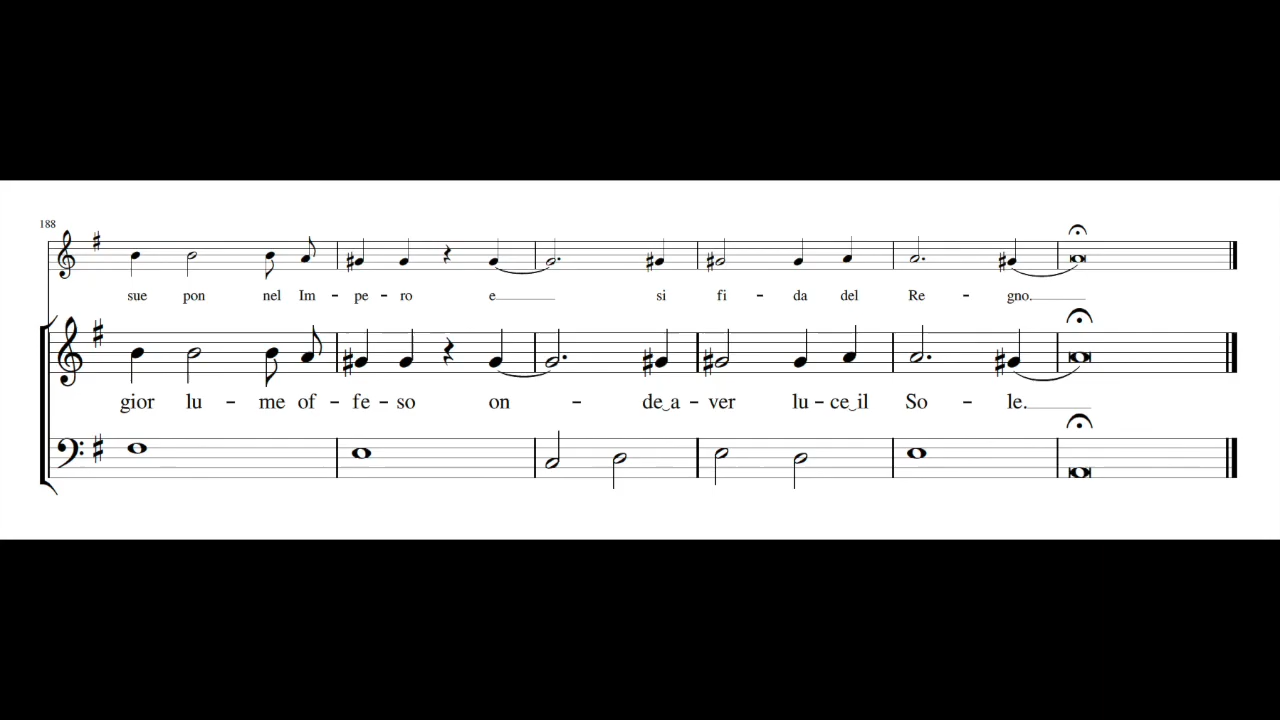 188
sue pon nel Im - pe - ro e si fi - da del Re - gno.
gior lu - me of - fe - so on - de‿a - ver lu - ce‿il So - le.